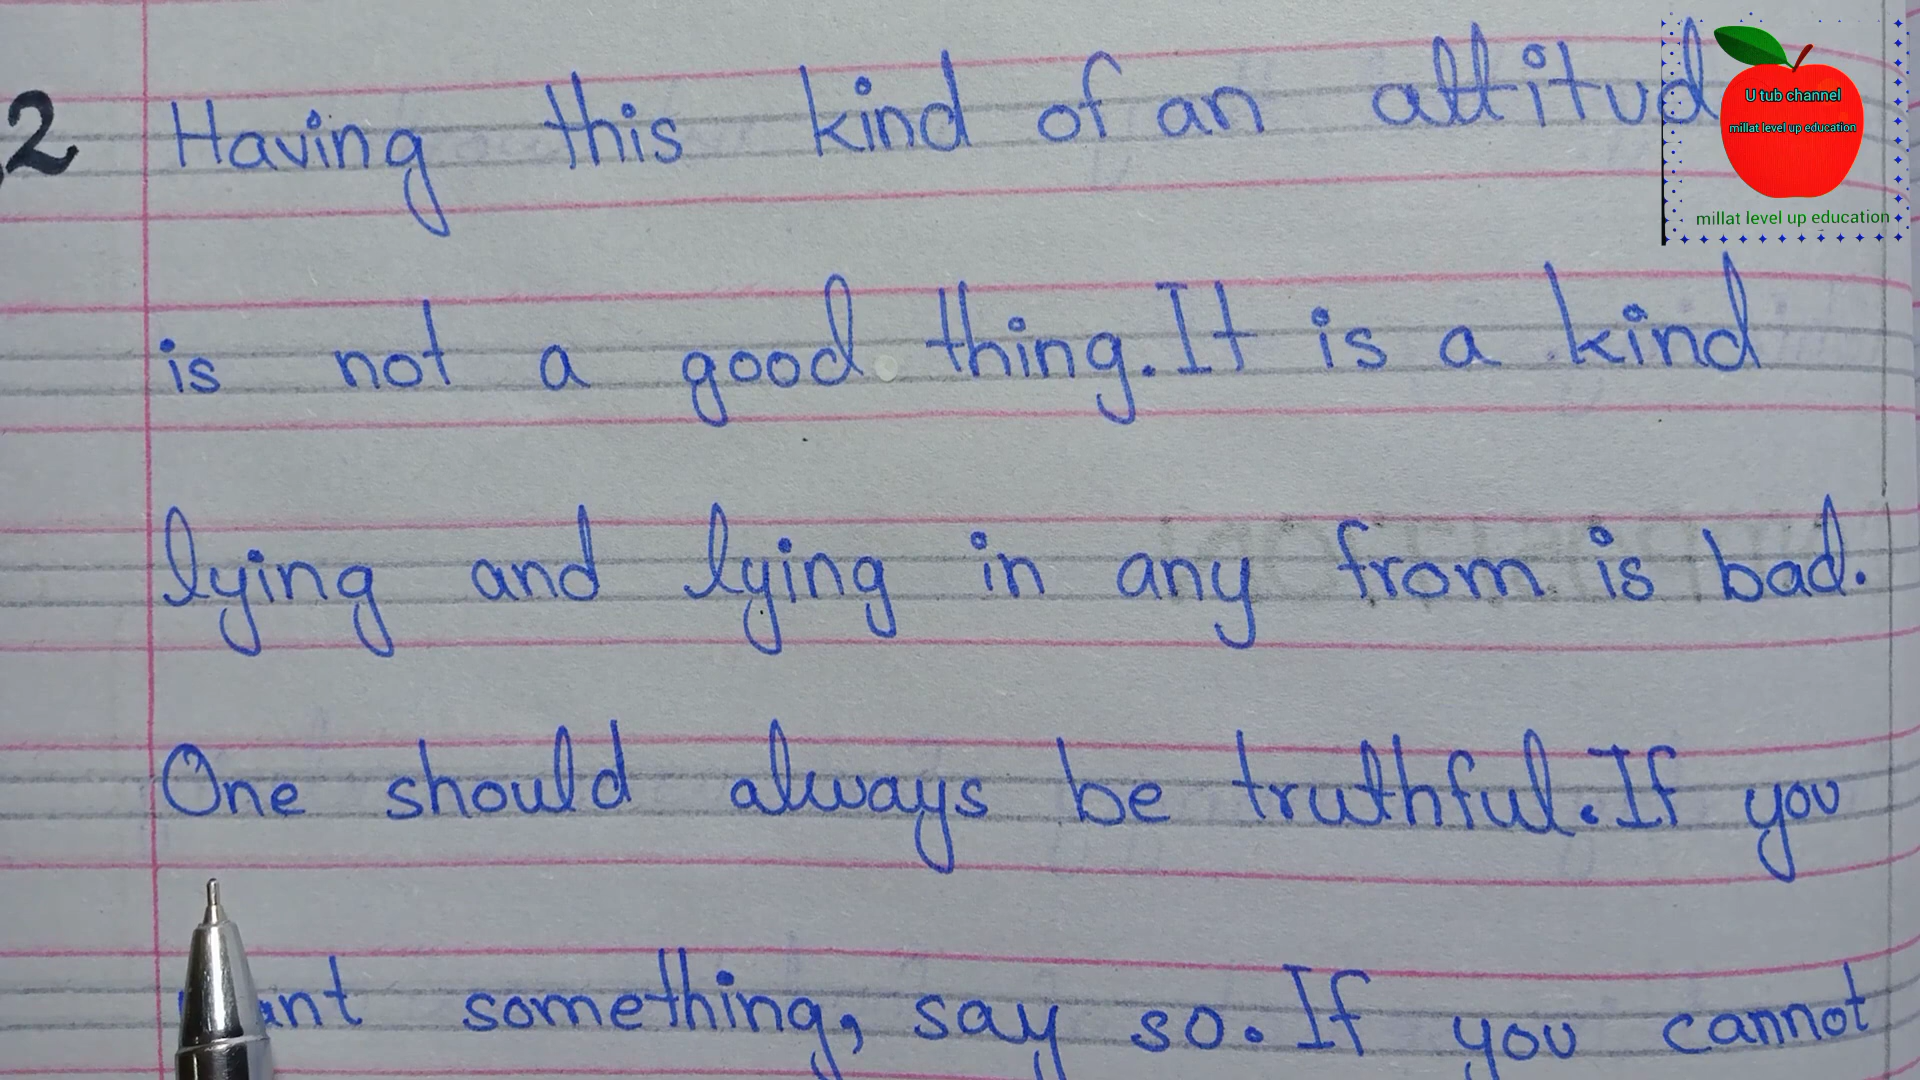 2 Having this kind of an attitud
U tub channel
millat level up education
millat level up education
is not a good thing. It is a kind
lying and lying in any from is bad.
One should always be truthful. If you
something, say so. If you cannot